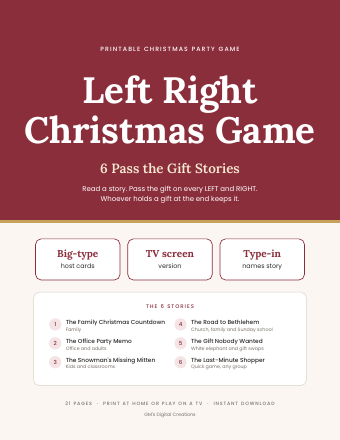 PRINTABLE CHRISTMAS PARTY GAME
Left Right
Christmas Game
6 Pass the Gift Stories
Read a story. Pass the gift on every LEFT and RIGHT.
Whoever holds a gift at the end keeps it.
Big-type
host cards
TV screen
version
Type-in
names story
THE 6 STORIES
1 The Family Christmas Countdown
Family
2 The Office Party Memo
Office and adults
3 The Snowman's Missing Mitten
Kids and classrooms
4 The Road to Bethlehem
Church, family and Sunday school
5 The Gift Nobody Wanted
White elephant and gift swaps
6 The Last-Minute Shopper
Quick game, any group
21 PAGES · PRINT AT HOME OR PLAY ON A TV · INSTANT DOWNLOAD
GM's Digital Creations